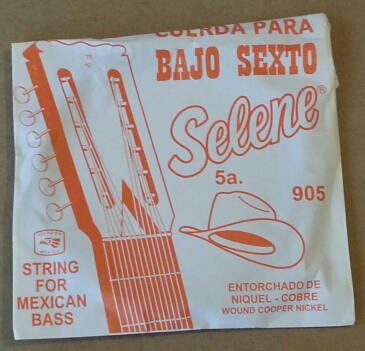 CUERDA PARA
BAJO SEXTO
Selene®
5a.
905
STRING
FOR
MEXICAN
BASS
ENTORCHADO DE
NIQUEL - COBRE
WOUND COOPER NICKEL